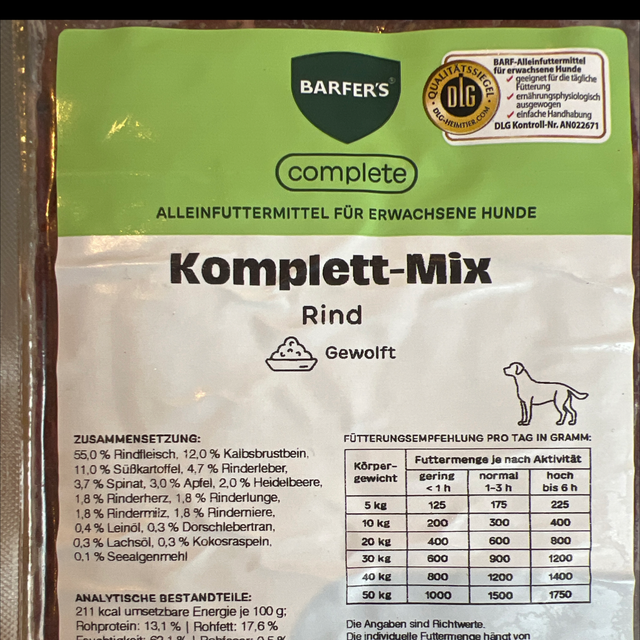 BARFER'S®
QUALITÄTSSIEGEL
DLG
DLG-HEIMTIER.COM
BARF-Alleinfuttermittel
für erwachsene Hunde
✓ geeignet für die tägliche
Fütterung
✓ ernährungsphysiologisch
ausgewogen
✓ einfache Handhabung
DLG Kontroll-Nr. AN022671
complete
ALLEINFUTTERMITTEL FÜR ERWACHSENE HUNDE
Komplett-Mix
Rind
Gewolft
ZUSAMMENSETZUNG:
55,0 % Rindfleisch, 12,0 % Kalbsbrustbein,
11,0 % Süßkartoffel, 4,7 % Rinderleber,
3,7 % Spinat, 3,0 % Apfel, 2,0 % Heidelbeere,
1,8 % Rinderherz, 1,8 % Rinderlunge,
1,8 % Rindermilz, 1,8 % Rinderniere,
0,4 % Leinöl, 0,3 % Dorschlebertran,
0,3 % Lachsöl, 0,3 % Kokosraspeln,
0,1 % Seealgenmehl
ANALYTISCHE BESTANDTEILE:
211 kcal umsetzbare Energie je 100 g;
Rohprotein: 13,1 % | Rohfett: 17,6 %
FÜTTERUNGSEMPFEHLUNG PRO TAG IN GRAMM:
Körper-gewicht Futtermenge je nach Aktivität
gering < 1 h normal 1-3 h hoch bis 6 h
5 kg 125 175 225
10 kg 200 300 400
20 kg 400 600 800
30 kg 600 900 1200
40 kg 800 1200 1400
50 kg 1000 1500 1750
Die Angaben sind Richtwerte.
Die individuelle Futtermenge hängt von